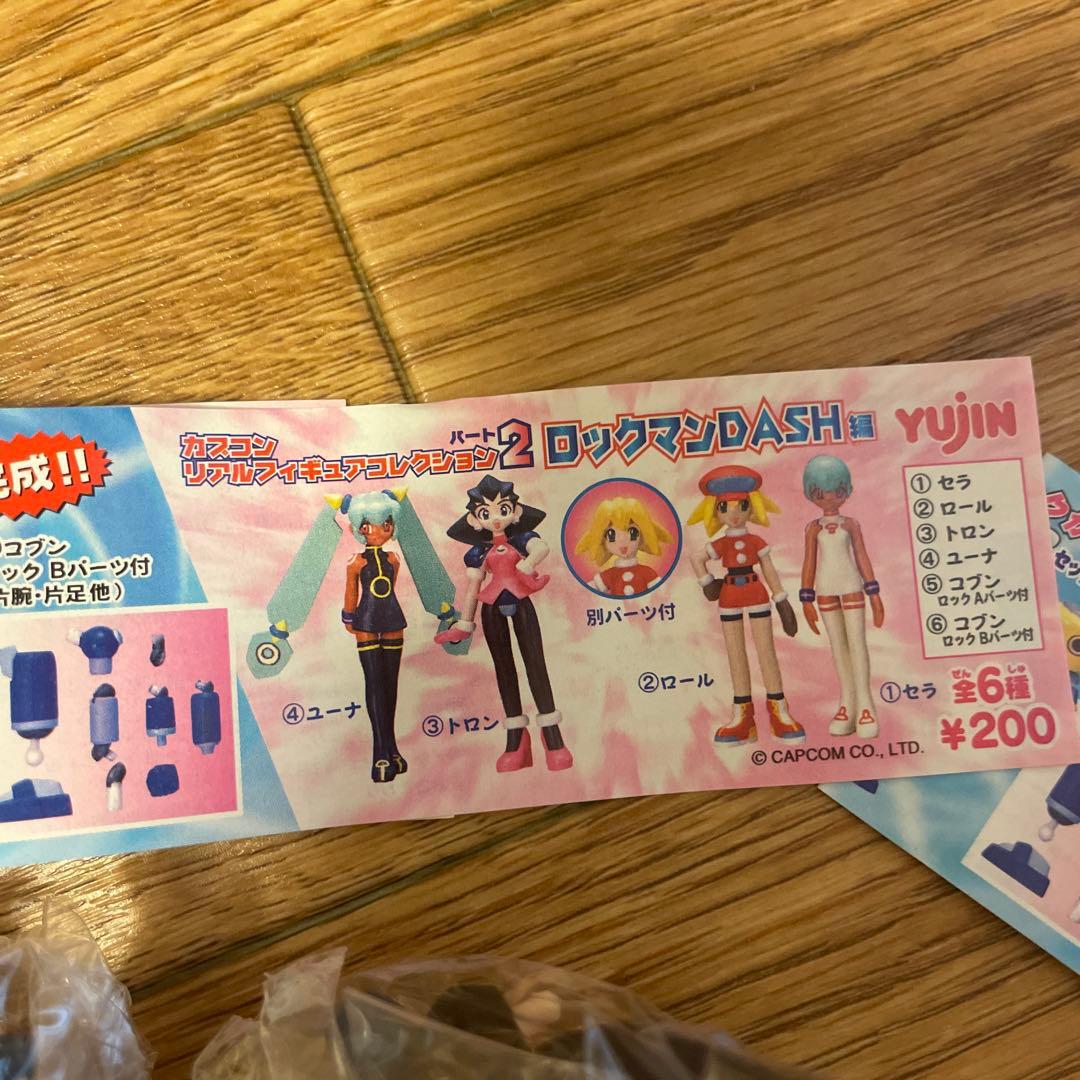 完成!!
コブン
ック Bパーツ付
片腕・片足他)
カプコン
リアルフィギュアコレクション パート2
ロックマンDASH編
YUJIN
① セラ
② ロール
③ トロン
④ ユーナ
⑤ コブン
ロック Aパーツ付
⑥ コブン
ロック Bパーツ付
別パーツ付
④ユーナ
③トロン
②ロール
①セラ
ぜん しゅ
全6種
¥200
© CAPCOM CO., LTD.